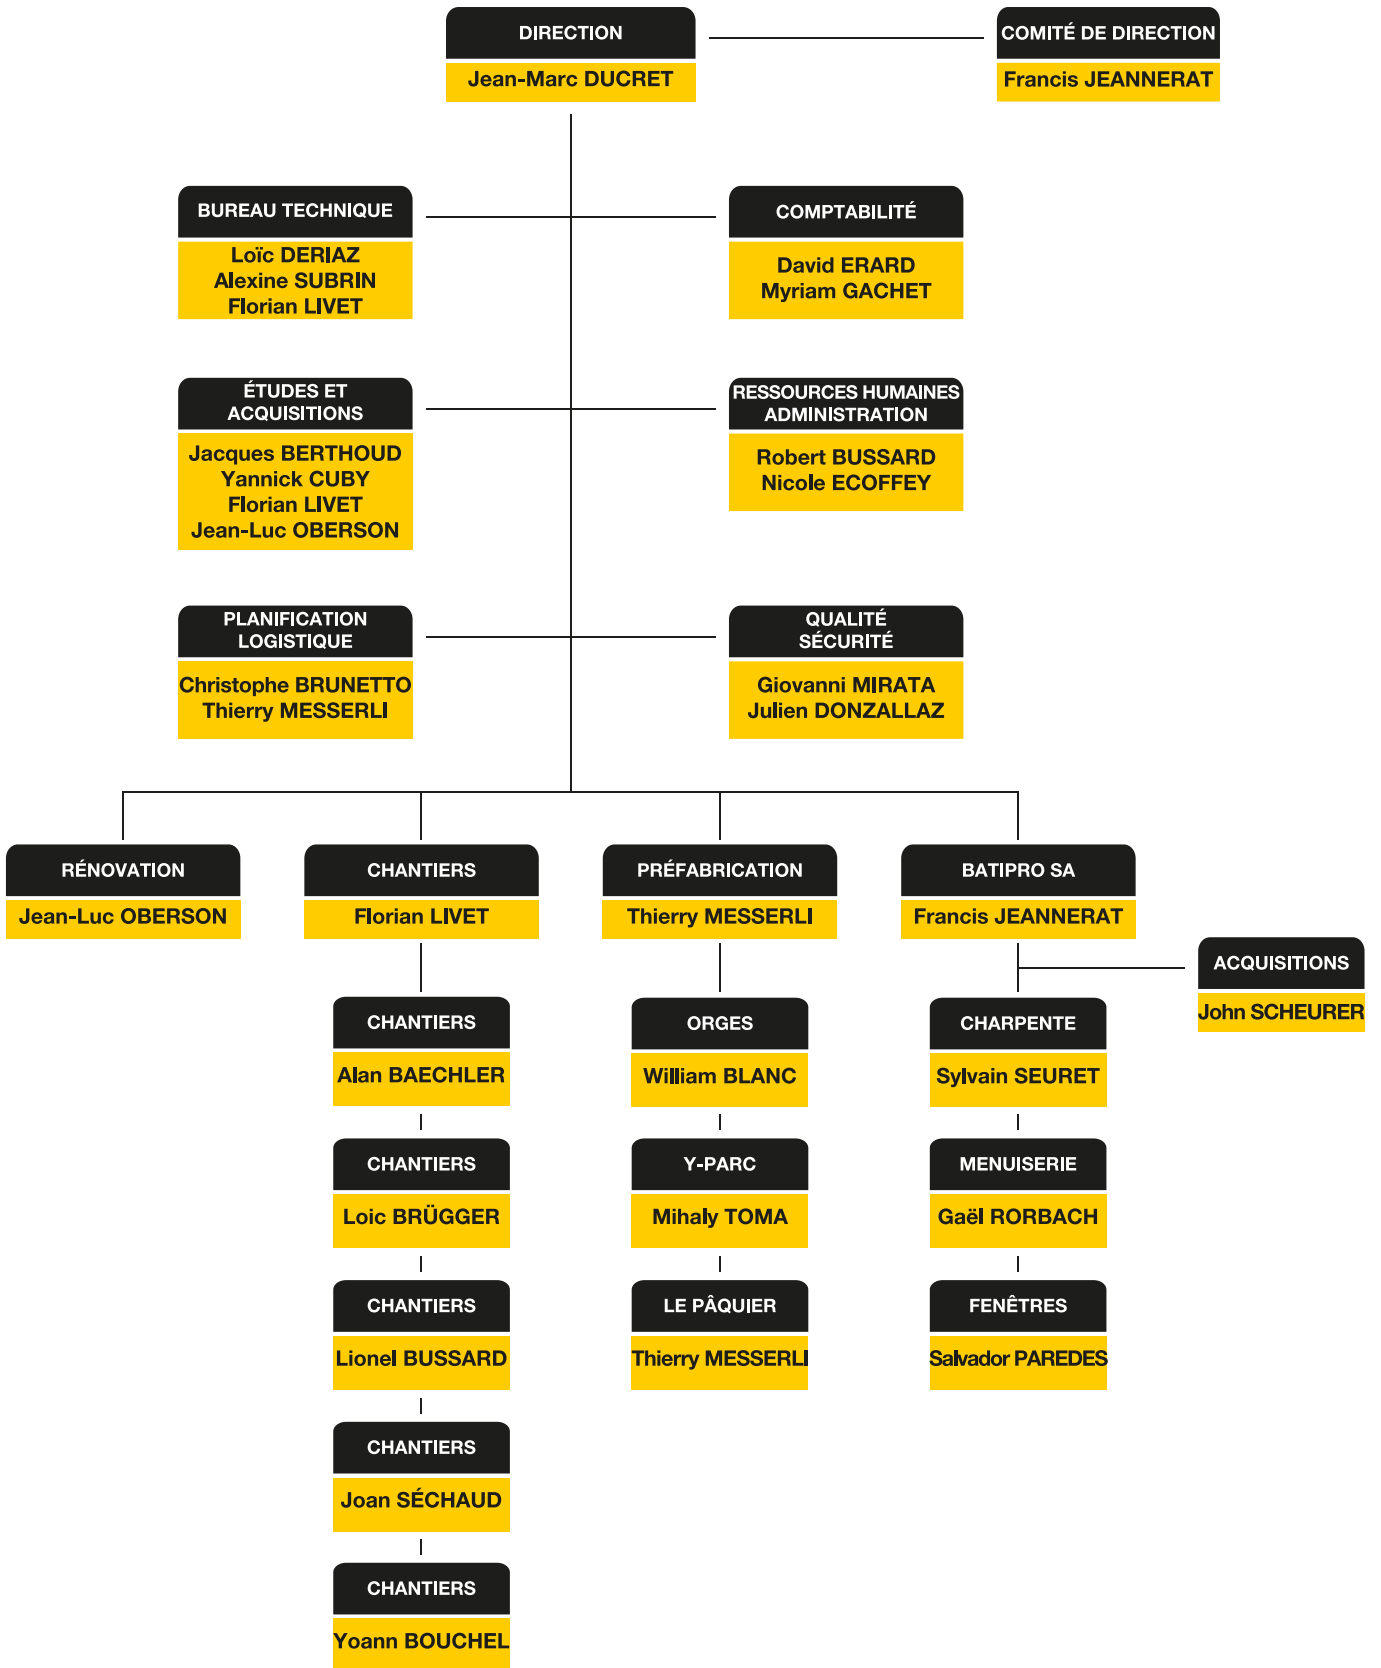 DIRECTION
Jean-Marc DUCRET
COMITÉ DE DIRECTION
Francis JEANNERAT
BUREAU TECHNIQUE
Loïc DERIAZ
Alexine SUBRIN
Florian LIVET
COMPTABILITÉ
David ERARD
Myriam GACHET
ÉTUDES ET
ACQUISITIONS
Jacques BERTHOUD
Yannick CUBY
Florian LIVET
Jean-Luc OBERSON
RESSOURCES HUMAINES
ADMINISTRATION
Robert BUSSARD
Nicole ECOFFEY
PLANIFICATION
LOGISTIQUE
Christophe BRUNETTO
Thierry MESSERLI
QUALITÉ
SÉCURITÉ
Giovanni MIRATA
Julien DONZALLAZ
RÉNOVATION
Jean-Luc OBERSON
CHANTIERS
Florian LIVET
CHANTIERS
Alan BAECHLER
CHANTIERS
Loic BRÜGGER
CHANTIERS
Lionel BUSSARD
CHANTIERS
Joan SÉCHAUD
CHANTIERS
Yoann BOUCHEL
PRÉFABRICATION
Thierry MESSERLI
ORGES
William BLANC
Y-PARC
Mihaly TOMA
LE PÂQUIER
Thierry MESSERLI
BATIPRO SA
Francis JEANNERAT
ACQUISITIONS
John SCHEURER
CHARPENTE
Sylvain SEURET
MENUISERIE
Gaël RORBACH
FENÊTRES
Salvador PAREDES